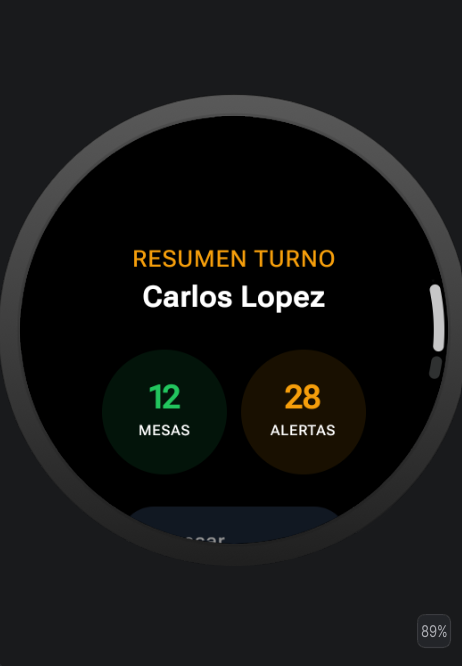 RESUMEN TURNO
Carlos Lopez
12
MESAS
28
ALERTAS
89%